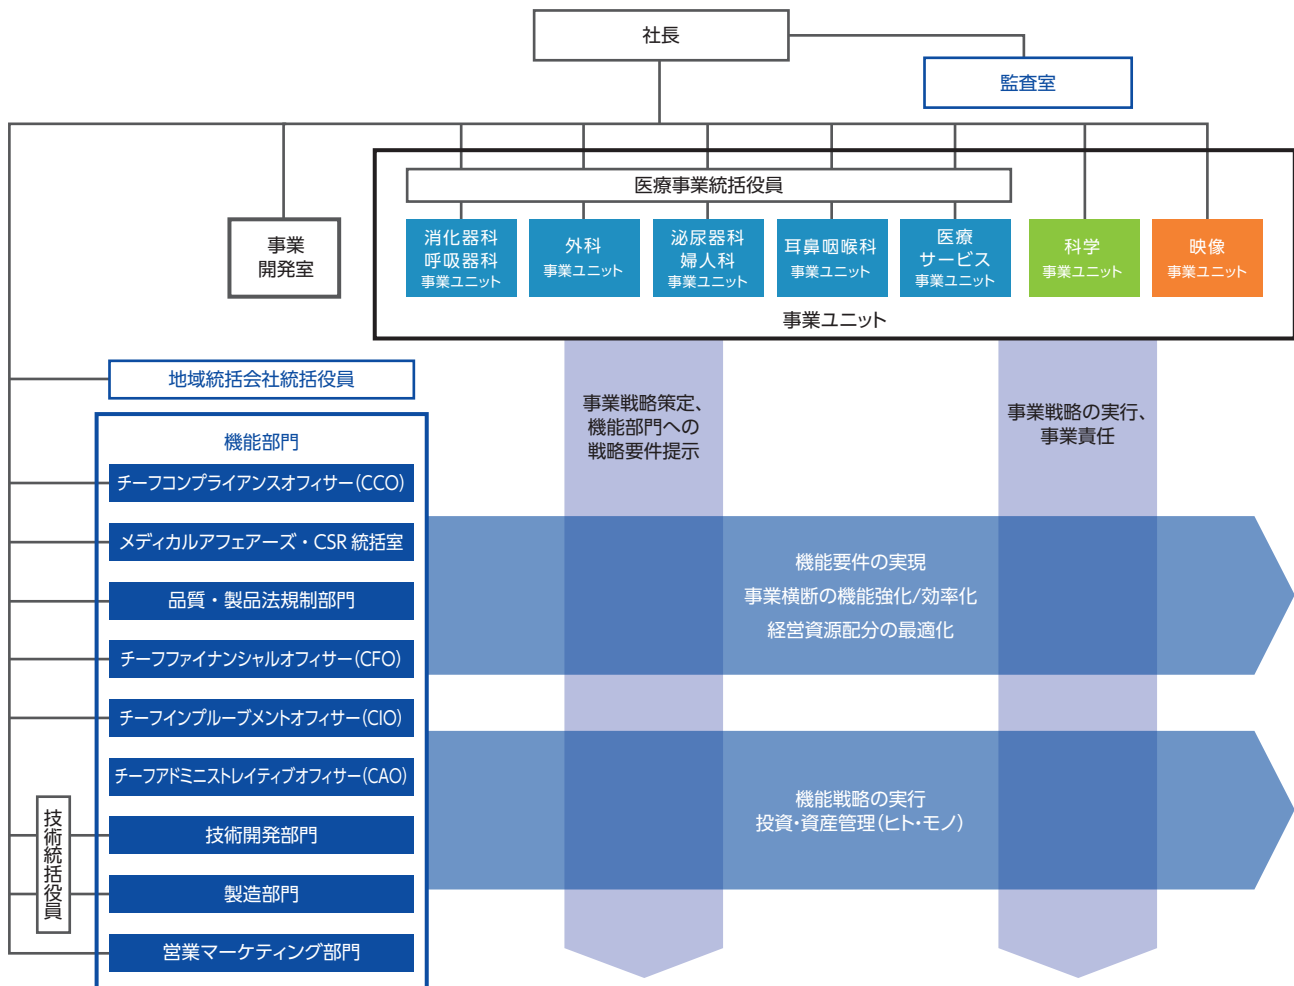 社長
監査室
医療事業統括役員
事業
開発室
消化器科
呼吸器科
事業ユニット
外科
事業ユニット
泌尿器科
婦人科
事業ユニット
耳鼻咽喉科
事業ユニット
医療
サービス
事業ユニット
科学
事業ユニット
映像
事業ユニット
事業ユニット
地域統括会社統括役員
事業戦略策定、
機能部門への
戦略要件提示
事業戦略の実行、
事業責任
機能部門
チーフコンプライアンスオフィサー(CCO)
メディカルアフェアーズ・CSR 統括室
品質・製品法規制部門
チーフファイナンシャルオフィサー(CFO)
チーフインプルーブメントオフィサー(CIO)
チーフアドミニストレイティブオフィサー(CAO)
技術開発部門
製造部門
営業マーケティング部門
技術統括役員
機能要件の実現
事業横断の機能強化/効率化
経営資源配分の最適化
機能戦略の実行
投資・資産管理(ヒト・モノ)